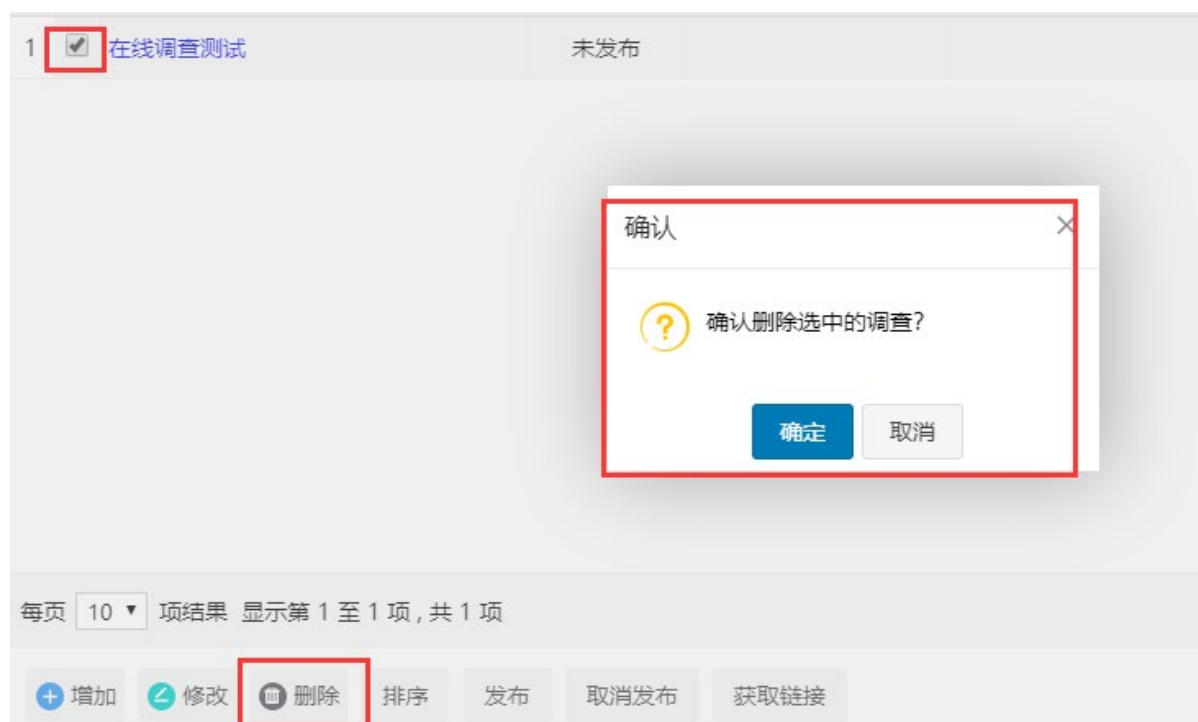 1 在线调查测试 未发布
确认
确认删除选中的调查?
确定 取消
每页 10 项结果 显示第 1 至 1 项 , 共 1 项
增加 修改 删除 排序 发布 取消发布 获取链接